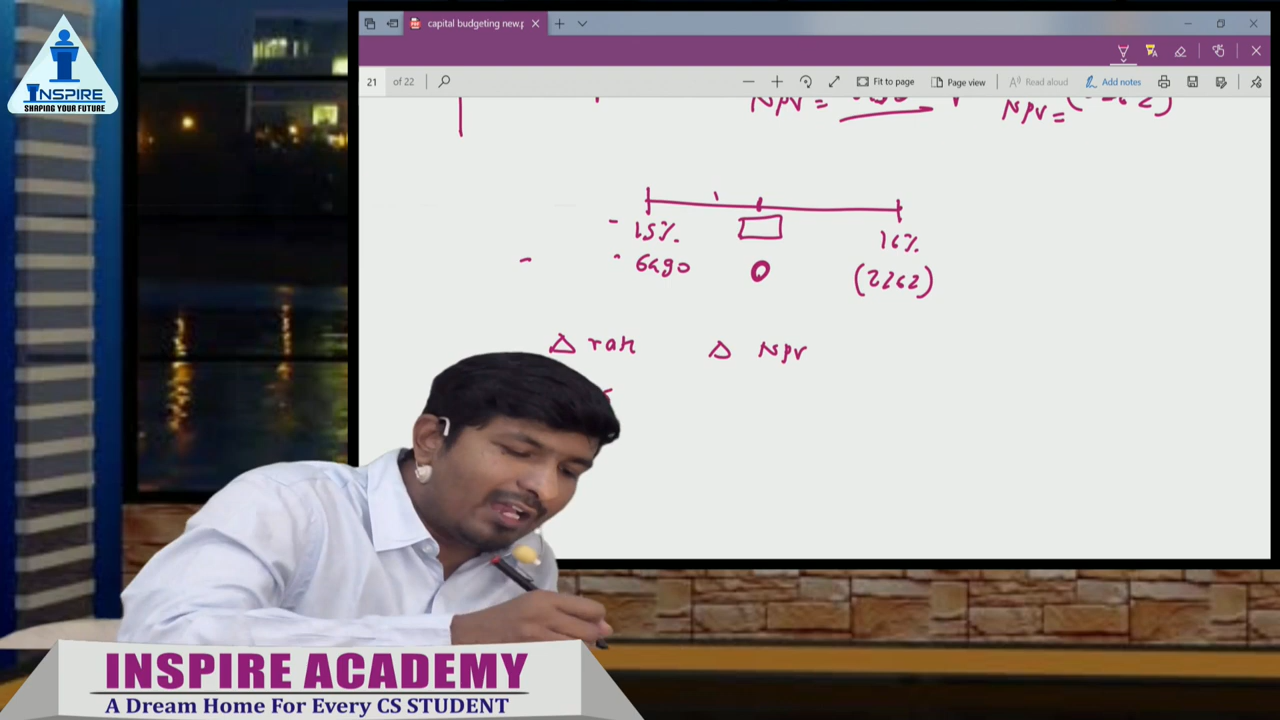 INSPIRE
SHAPING YOUR FUTURE
capital budgeting new.p
21 of 22
Fit to page
Page view
Read aloud
Add notes
NPV =
NPV =
15%
16%
6490
0
(2262)
Δ rate Δ NPV
INSPIRE ACADEMY
A Dream Home For Every CS STUDENT